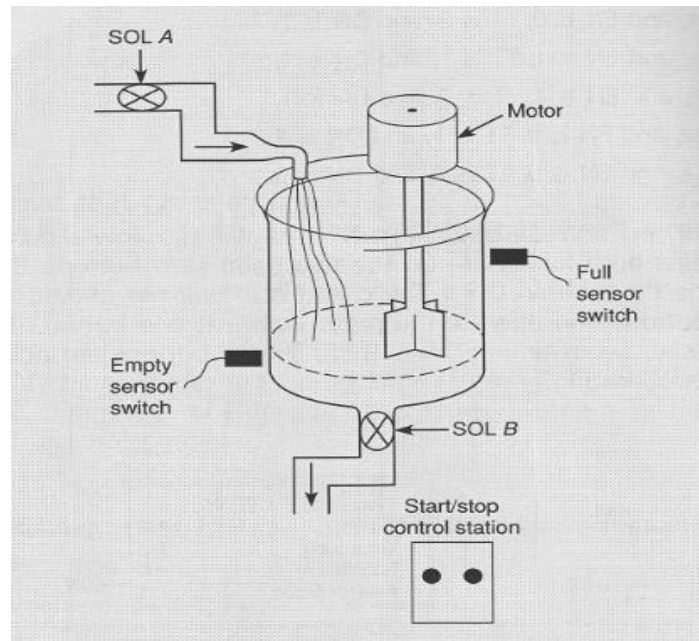 SOL A
Motor
Full
sensor
switch
Empty
sensor
switch
SOL B
Start/stop
control station